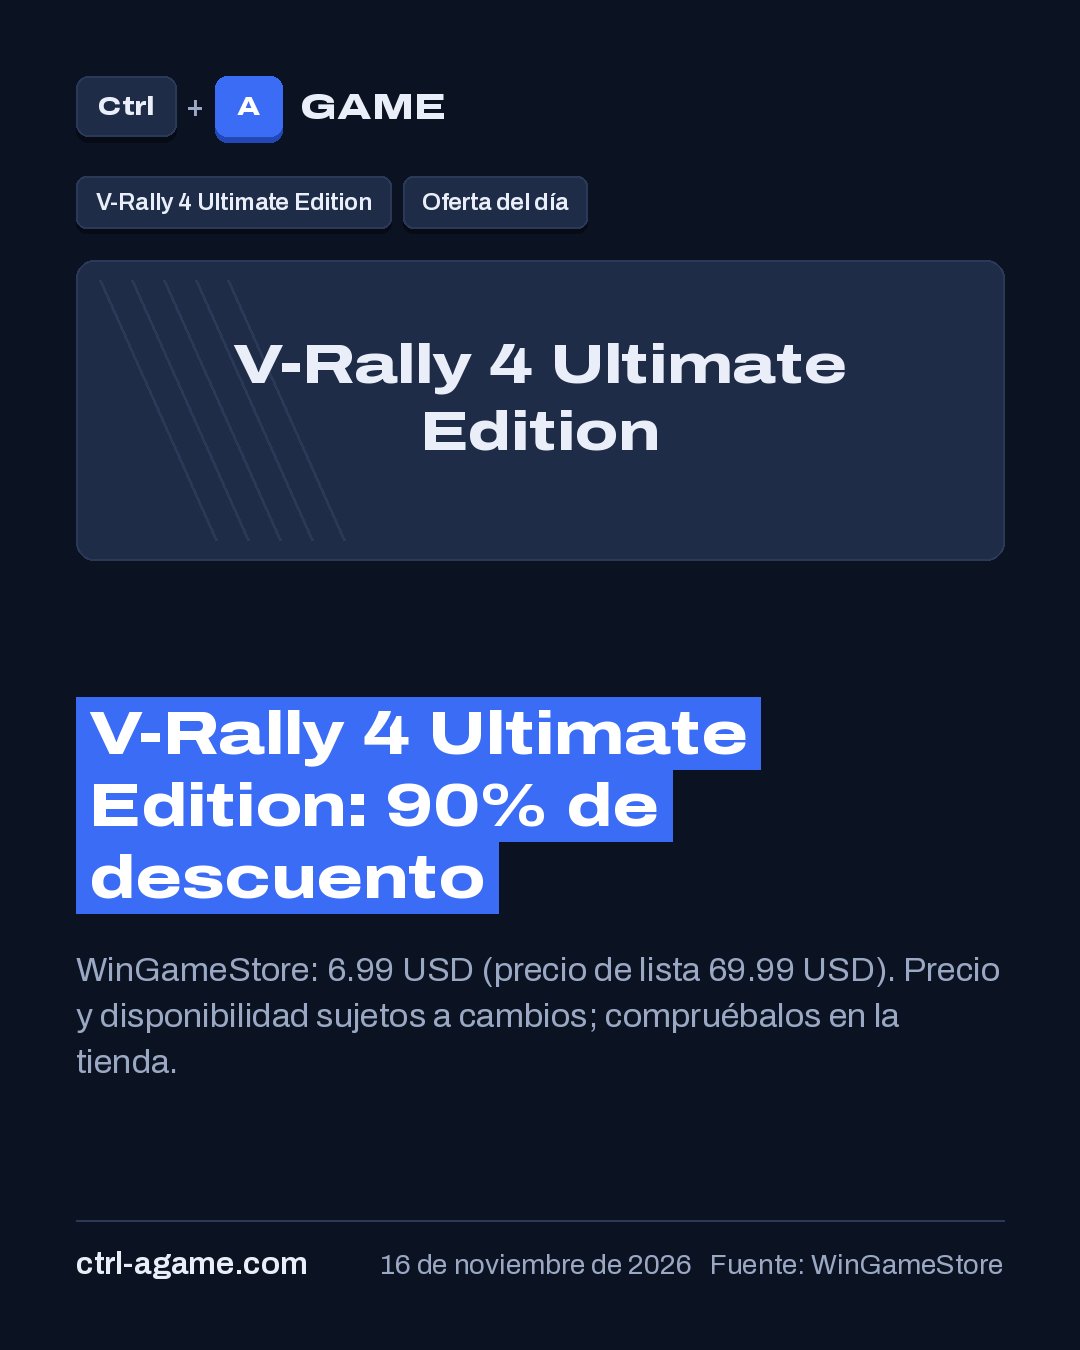 Ctrl + A GAME
V-Rally 4 Ultimate Edition Oferta del día
V-Rally 4 Ultimate
Edition
V-Rally 4 Ultimate
Edition: 90% de
descuento
WinGameStore: 6.99 USD (precio de lista 69.99 USD). Precio
y disponibilidad sujetos a cambios; compruébalos en la
tienda.
ctrl-agame.com 16 de noviembre de 2026 Fuente: WinGameStore